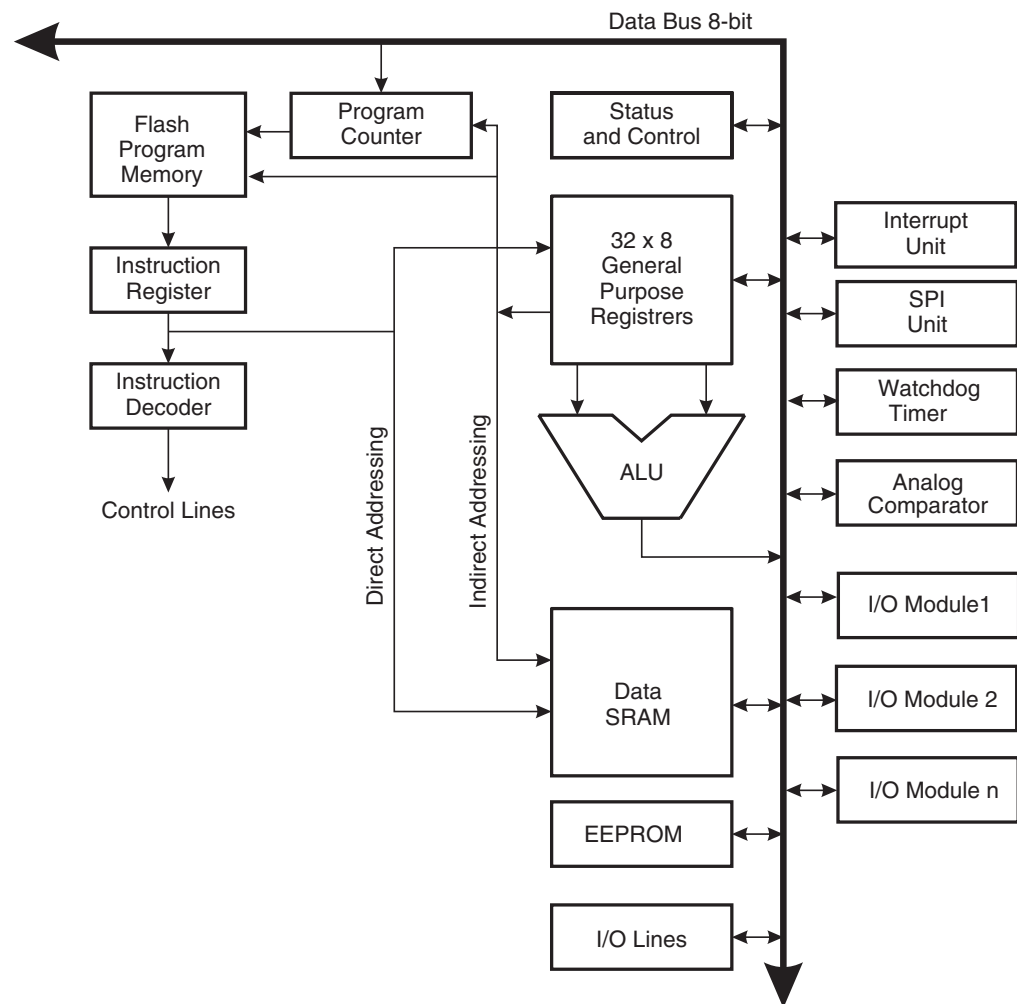 Data Bus 8-bit
Flash
Program
Memory
Program
Counter
Status
and Control
Interrupt
Unit
32 x 8
General
Purpose
Registrers
Instruction
Register
SPI
Unit
Instruction
Decoder
Watchdog
Timer
Direct Addressing
Indirect Addressing
ALU
Analog
Comparator
Control Lines
I/O Module1
Data
SRAM
I/O Module 2
I/O Module n
EEPROM
I/O Lines